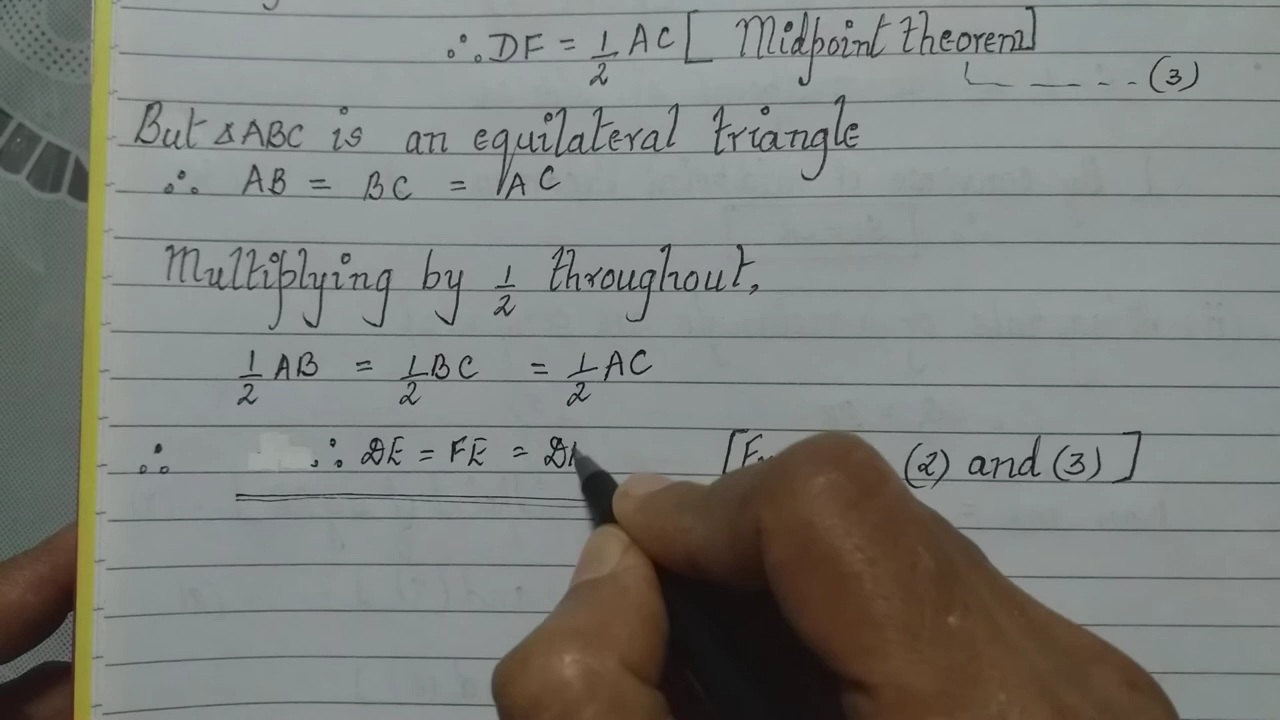 ∴ DF = 1/2 AC [ Midpoint theorem]
- - - - (3)
But △ABC is an equilateral triangle
∴ AB = BC = AC
Multiplying by 1/2 throughout,
1/2 AB = 1/2 BC = 1/2 AC
∴ ∴ DE = FE = (2) and (3) ]